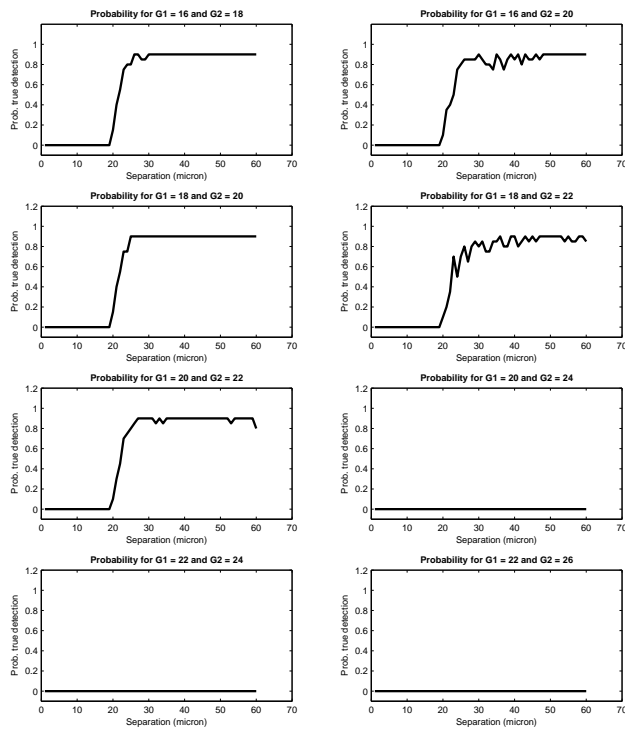 Probability for G1 = 16 and G2 = 18
Prob. true detection
1
0.8
0.6
0.4
0.2
0
0 10 20 30 40 50 60 70
Separation (micron)
Probability for G1 = 16 and G2 = 20
Prob. true detection
1
0.8
0.6
0.4
0.2
0
0 10 20 30 40 50 60 70
Separation (micron)
Probability for G1 = 18 and G2 = 20
Prob. true detection
1.2
1
0.8
0.6
0.4
0.2
0
0 10 20 30 40 50 60 70
Separation (micron)
Probability for G1 = 18 and G2 = 22
Prob. true detection
1.2
1
0.8
0.6
0.4
0.2
0
0 10 20 30 40 50 60 70
Separation (micron)
Probability for G1 = 20 and G2 = 22
Prob. true detection
1.2
1
0.8
0.6
0.4
0.2
0
0 10 20 30 40 50 60 70
Separation (micron)
Probability for G1 = 20 and G2 = 24
Prob. true detection
1.2
1
0.8
0.6
0.4
0.2
0
0 10 20 30 40 50 60 70
Separation (micron)
Probability for G1 = 22 and G2 = 24
Prob. true detection
1.2
1
0.8
0.6
0.4
0.2
0
0 10 20 30 40 50 60 70
Separation (micron)
Probability for G1 = 22 and G2 = 26
Prob. true detection
1.2
1
0.8
0.6
0.4
0.2
0
0 10 20 30 40 50 60 70
Separation (micron)